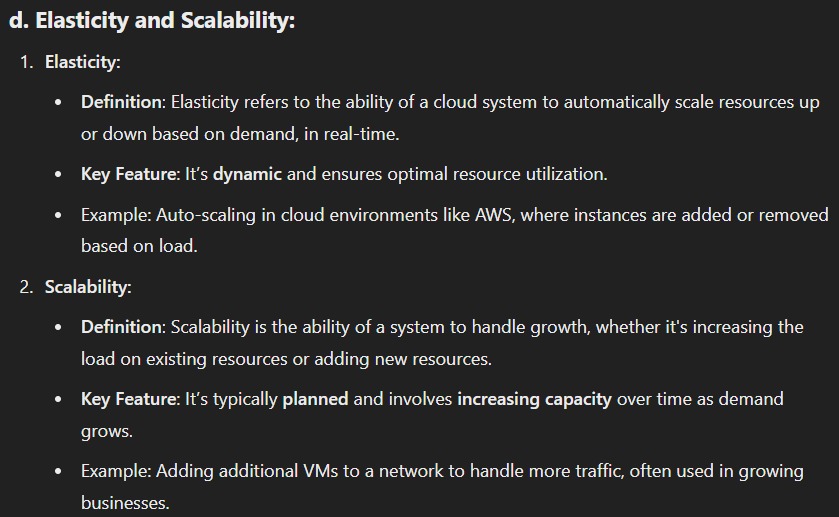 d. Elasticity and Scalability:
1. Elasticity:
• Definition: Elasticity refers to the ability of a cloud system to automatically scale resources up
or down based on demand, in real-time.
• Key Feature: It’s dynamic and ensures optimal resource utilization.
• Example: Auto-scaling in cloud environments like AWS, where instances are added or removed
based on load.
2. Scalability:
• Definition: Scalability is the ability of a system to handle growth, whether it's increasing the
load on existing resources or adding new resources.
• Key Feature: It’s typically planned and involves increasing capacity over time as demand
grows.
• Example: Adding additional VMs to a network to handle more traffic, often used in growing
businesses.